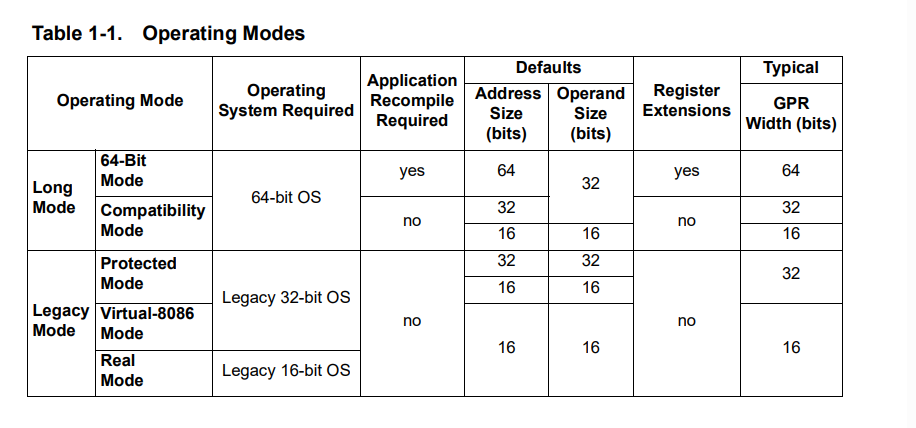 Table 1-1. Operating Modes
Operating Mode
Operating
System Required
Application
Recompile
Required
Defaults
Address
Size
(bits)
Operand
Size
(bits)
Register
Extensions
Typical
GPR
Width (bits)
Long
Mode
64-Bit
Mode
64-bit OS
yes
64
32
yes
64
Compatibility
Mode
no
32
no
32
16
16
16
Legacy
Mode
Protected
Mode
Legacy 32-bit OS
no
32
32
no
32
16
16
Virtual-8086
Mode
16
16
16
Real
Mode
Legacy 16-bit OS